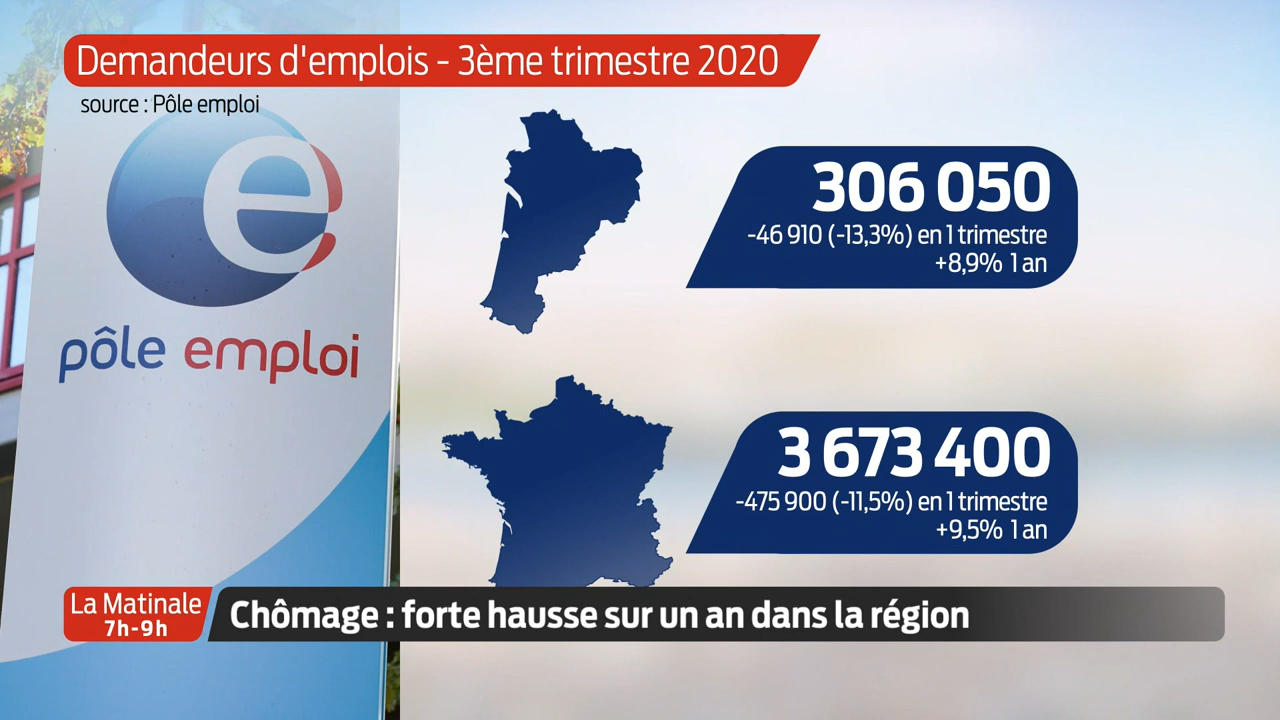 Demandeurs d'emplois - 3ème trimestre 2020
source : Pôle emploi
e
pôle emploi
306 050
-46 910 (-13,3%) en 1 trimestre
+8,9% 1 an
3 673 400
-475 900 (-11,5%) en 1 trimestre
+9,5% 1 an
La Matinale
7h-9h
Chômage : forte hausse sur un an dans la région